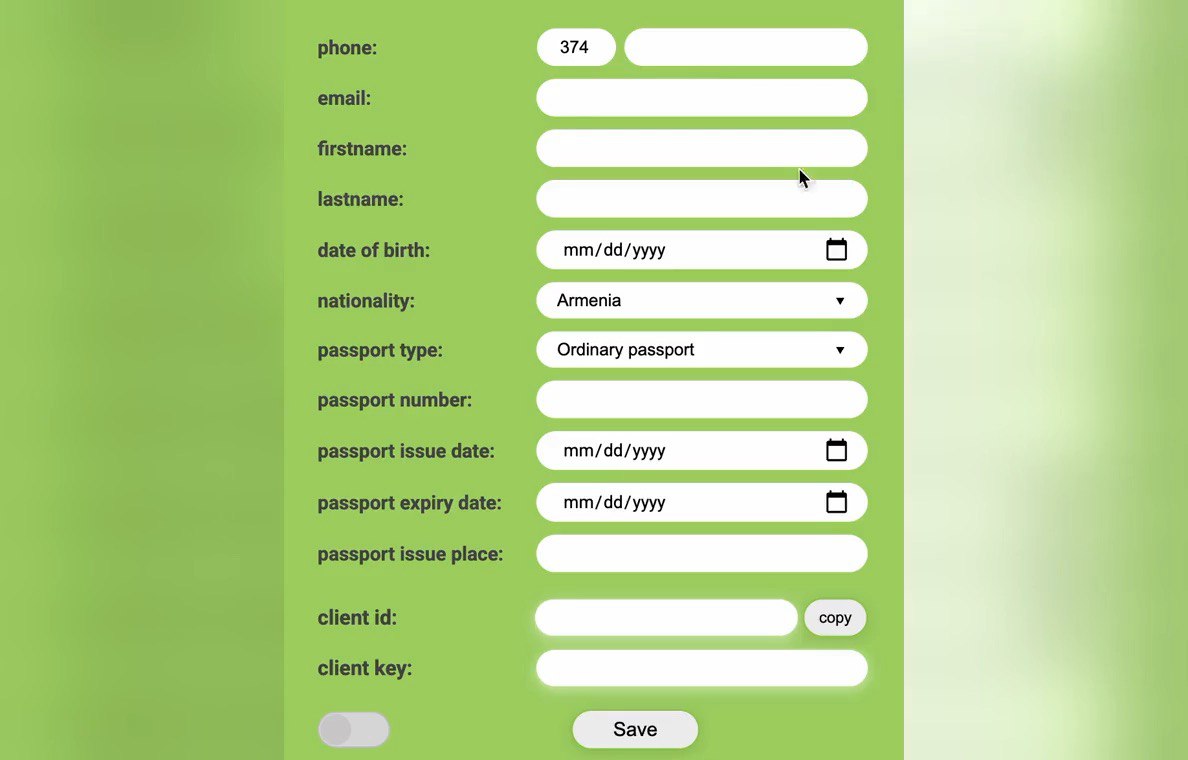 phone: 374
email:
firstname:
lastname:
date of birth: mm/dd/yyyy
nationality: Armenia
passport type: Ordinary passport
passport number:
passport issue date: mm/dd/yyyy
passport expiry date: mm/dd/yyyy
passport issue place:
client id: copy
client key:
Save